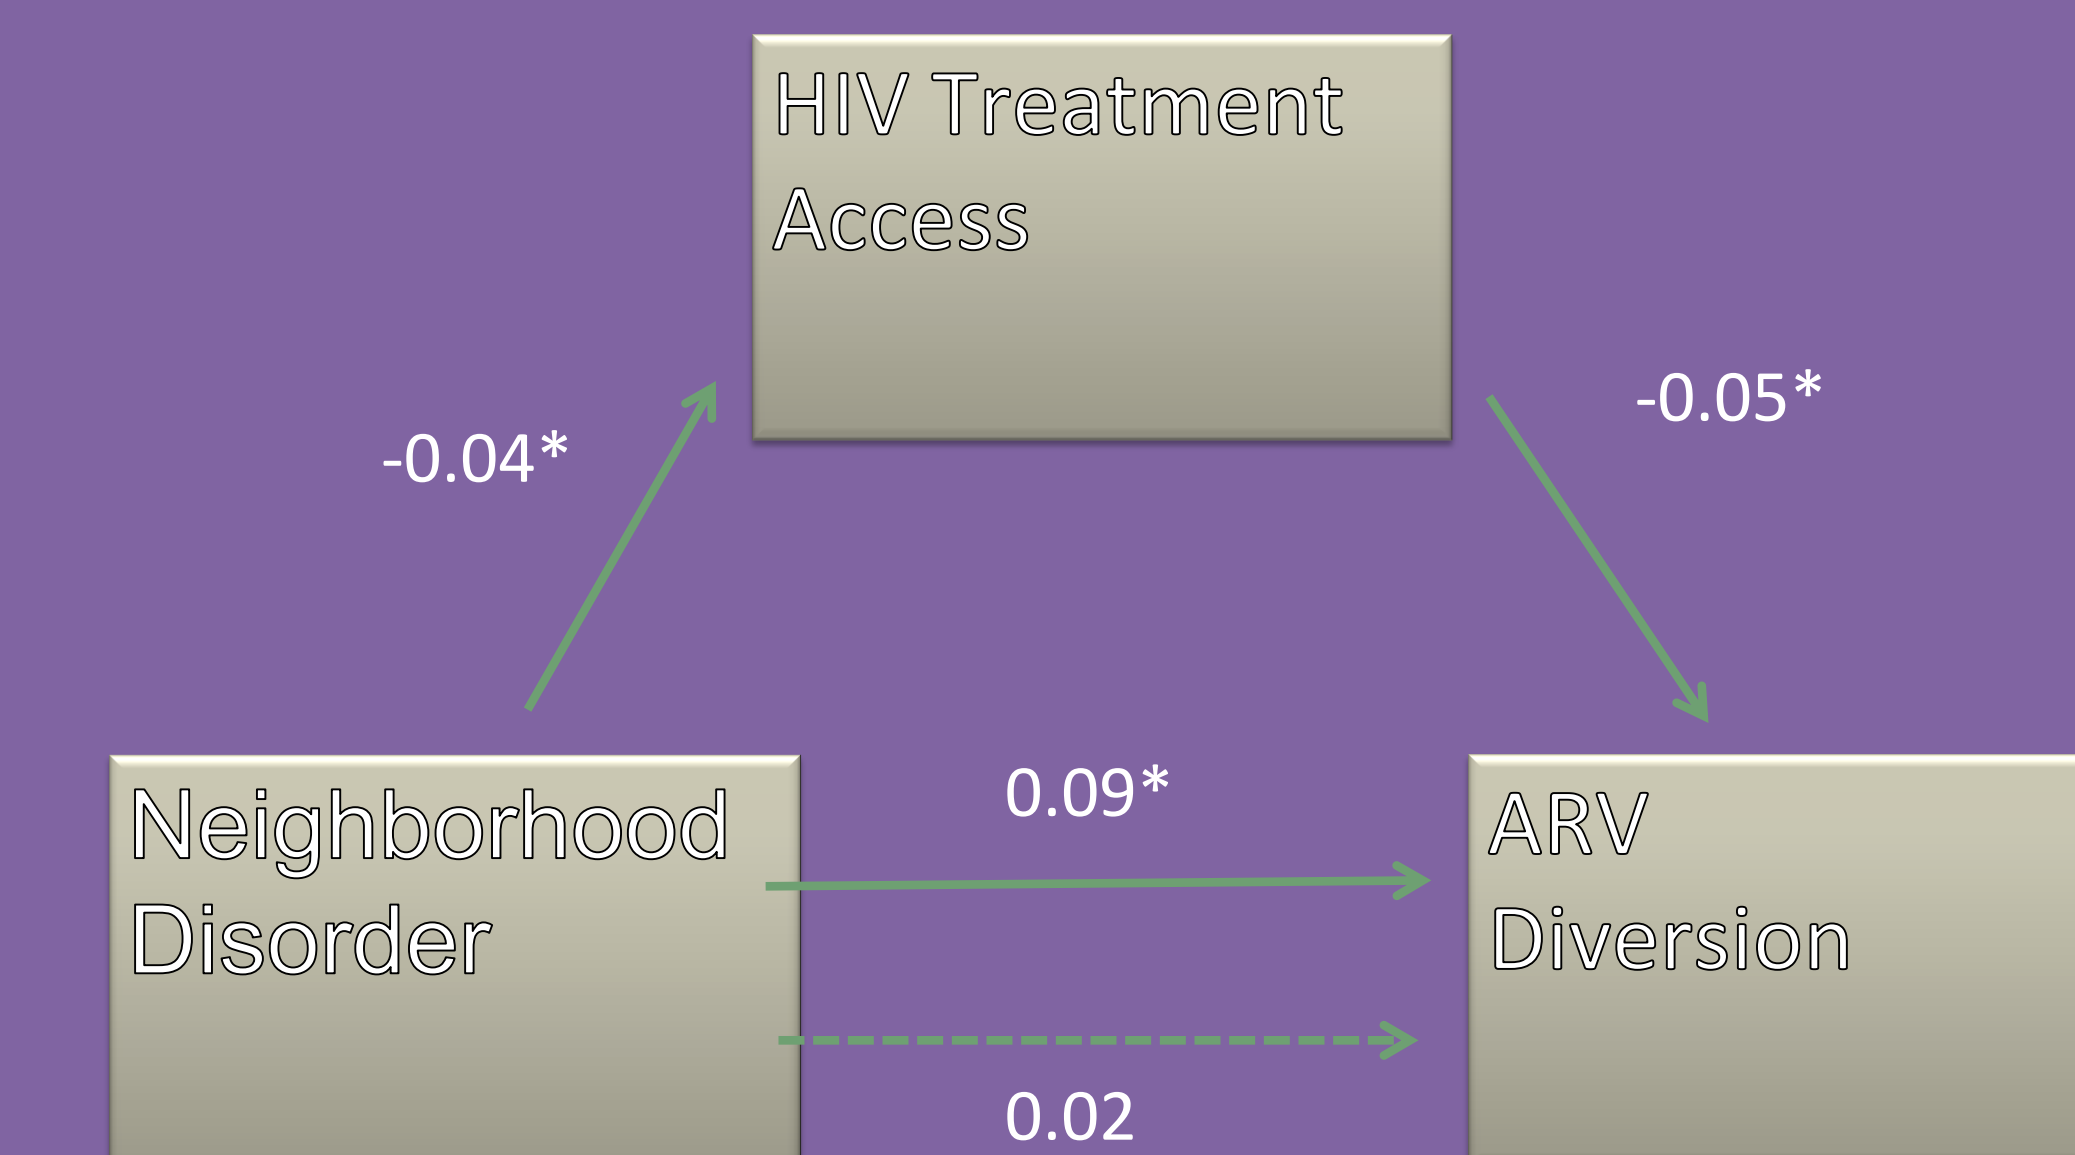 HIV Treatment
Access
-0.05*
-0.04*
0.09*
Neighborhood
Disorder
ARV
Diversion
0.02